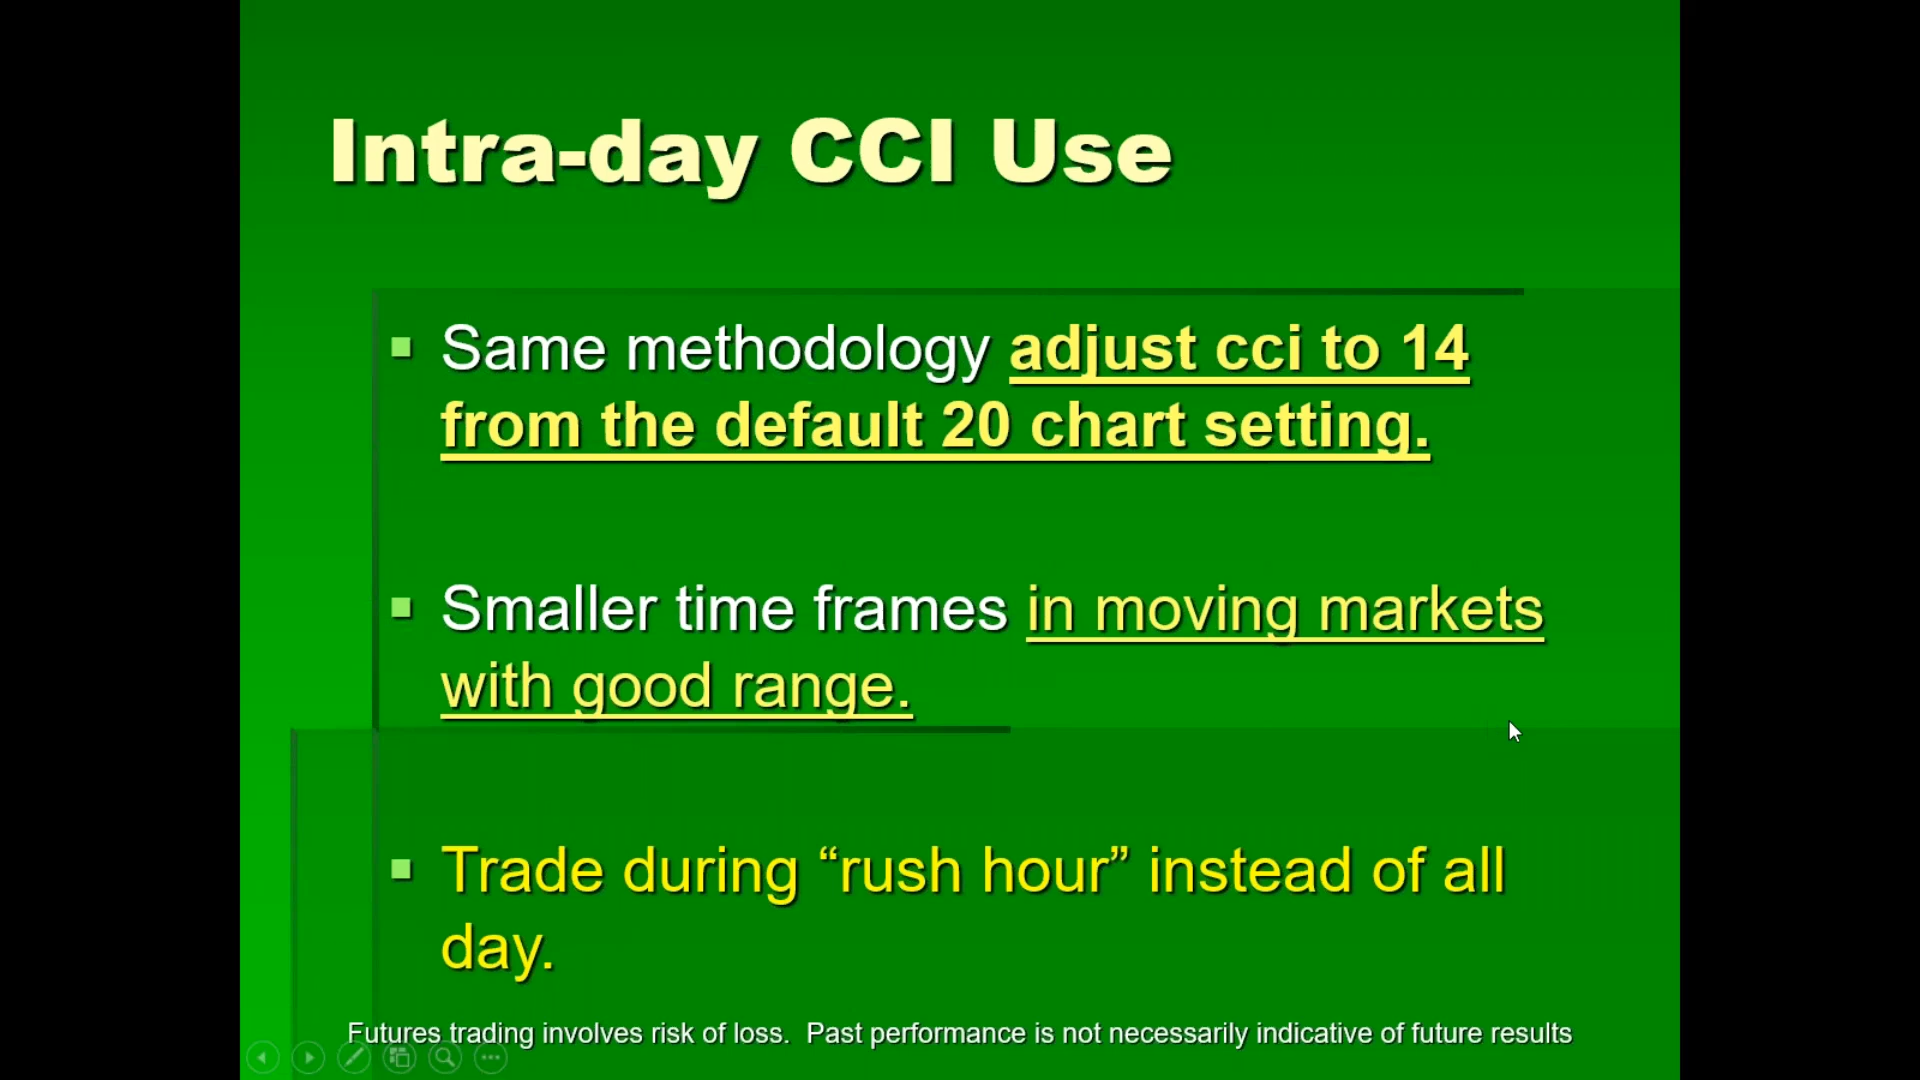 Intra-day CCI Use
Same methodology adjust cci to 14
from the default 20 chart setting.
Smaller time frames in moving markets
with good range.
Trade during “rush hour” instead of all
day.
Futures trading involves risk of loss.  Past performance is not necessarily indicative of future results